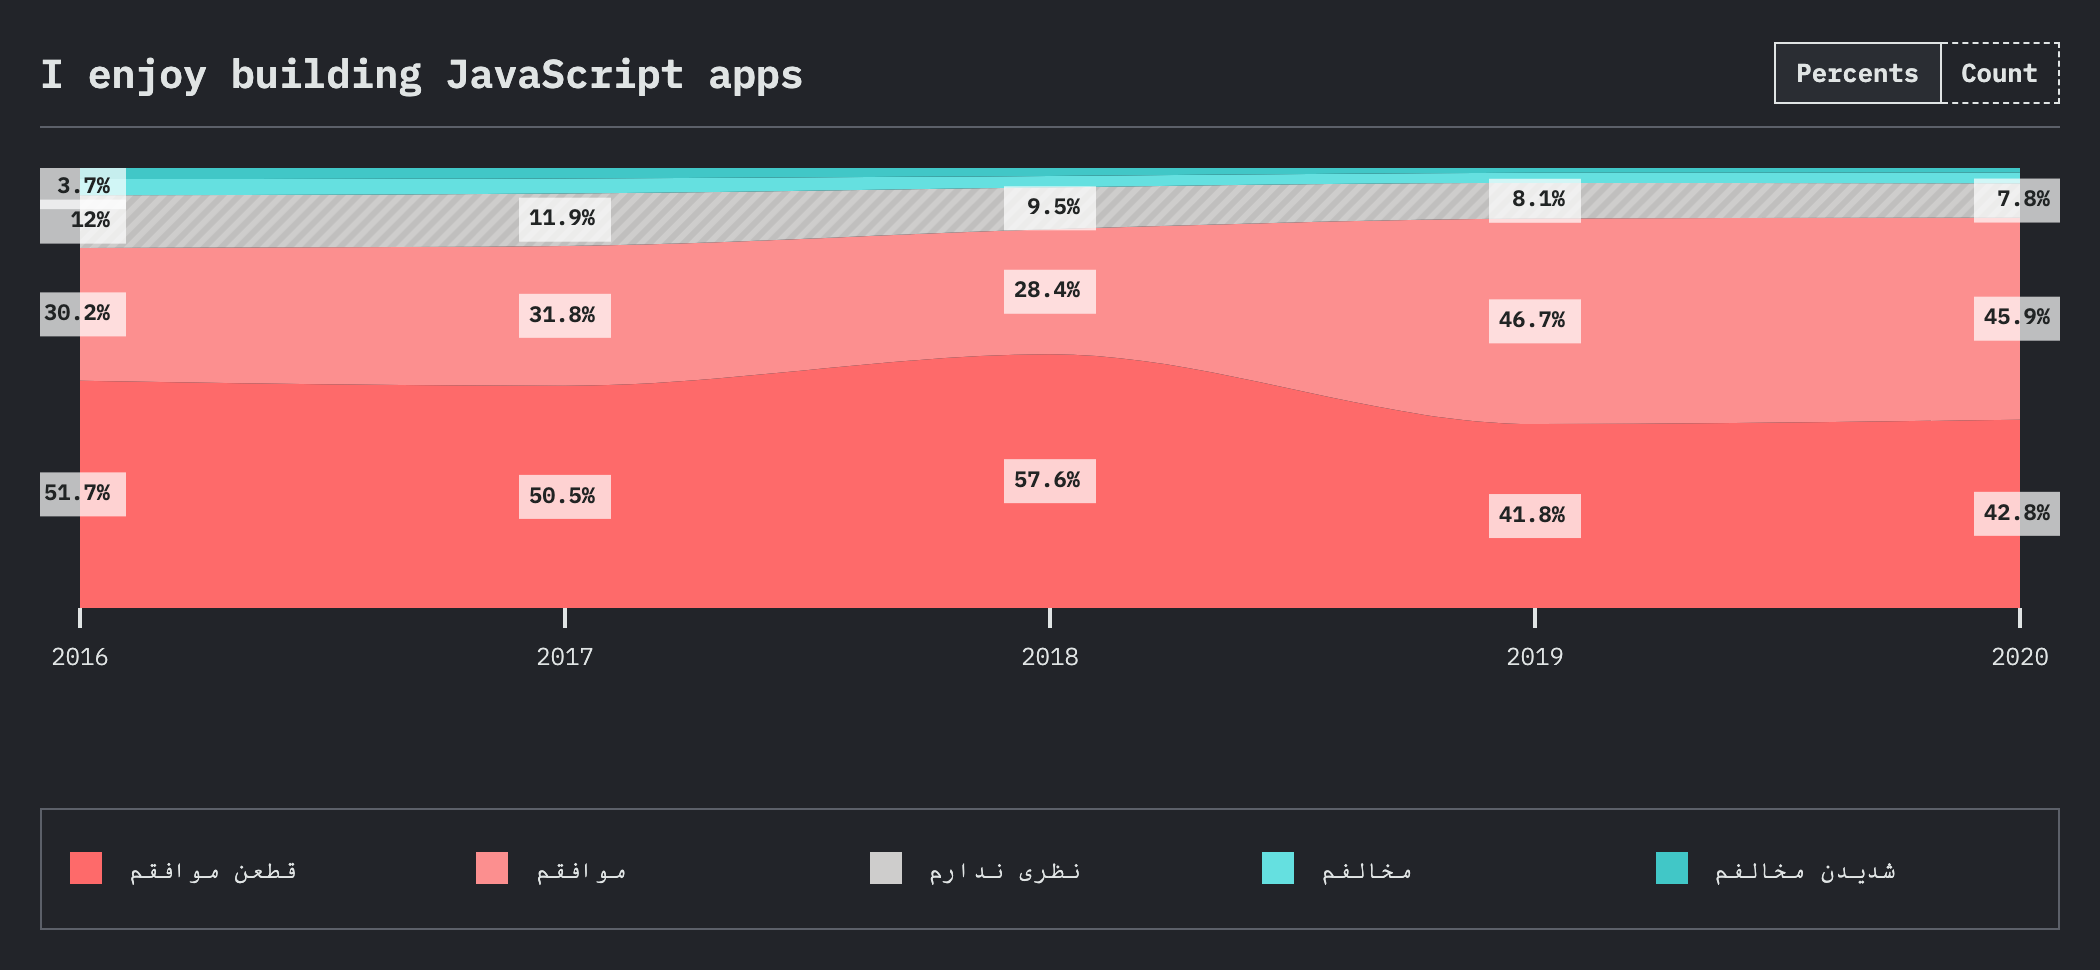 I enjoy building JavaScript apps
Percents Count
3.7%
12% 11.9% 9.5% 8.1% 7.8%
30.2% 31.8% 28.4% 46.7% 45.9%
51.7% 50.5% 57.6% 41.8% 42.8%
2016 2017 2018 2019 2020
قطعن موافقم
موافقم
نظری ندارم
مخالفم
شدیدن مخالفم